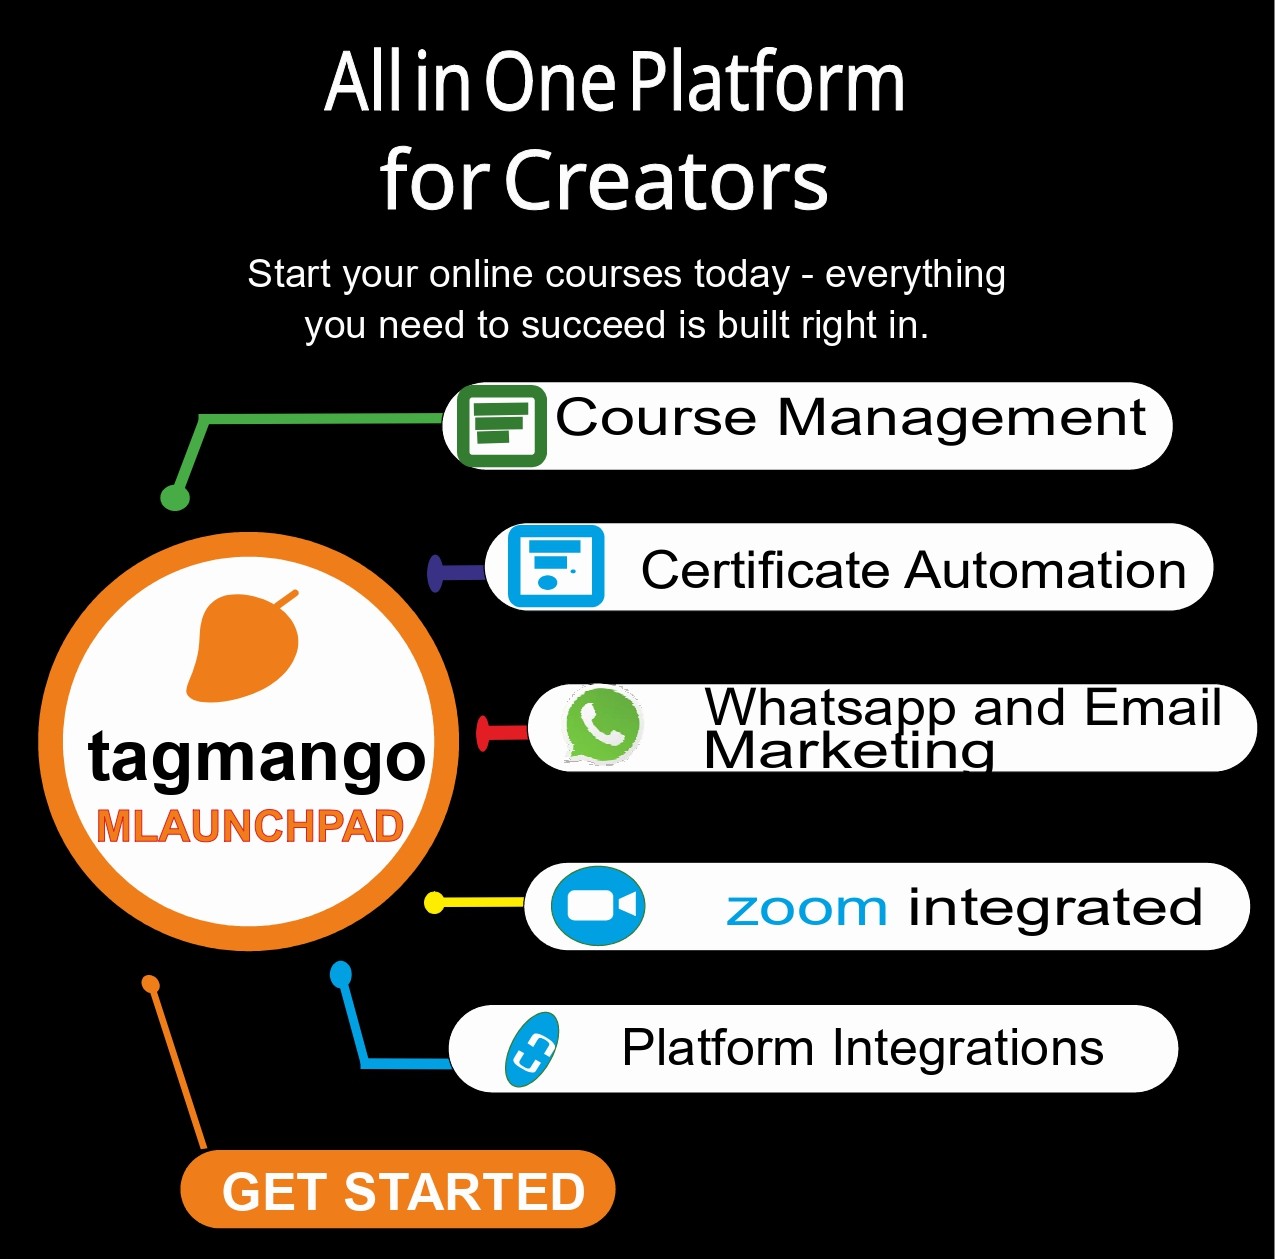 All in One Platform
for Creators
Start your online courses today - everything
you need to succeed is built right in.
Course Management
Certificate Automation
Whatsapp and Email
Marketing
tagmango
MLAUNCHPAD
zoom integrated
Platform Integrations
GET STARTED